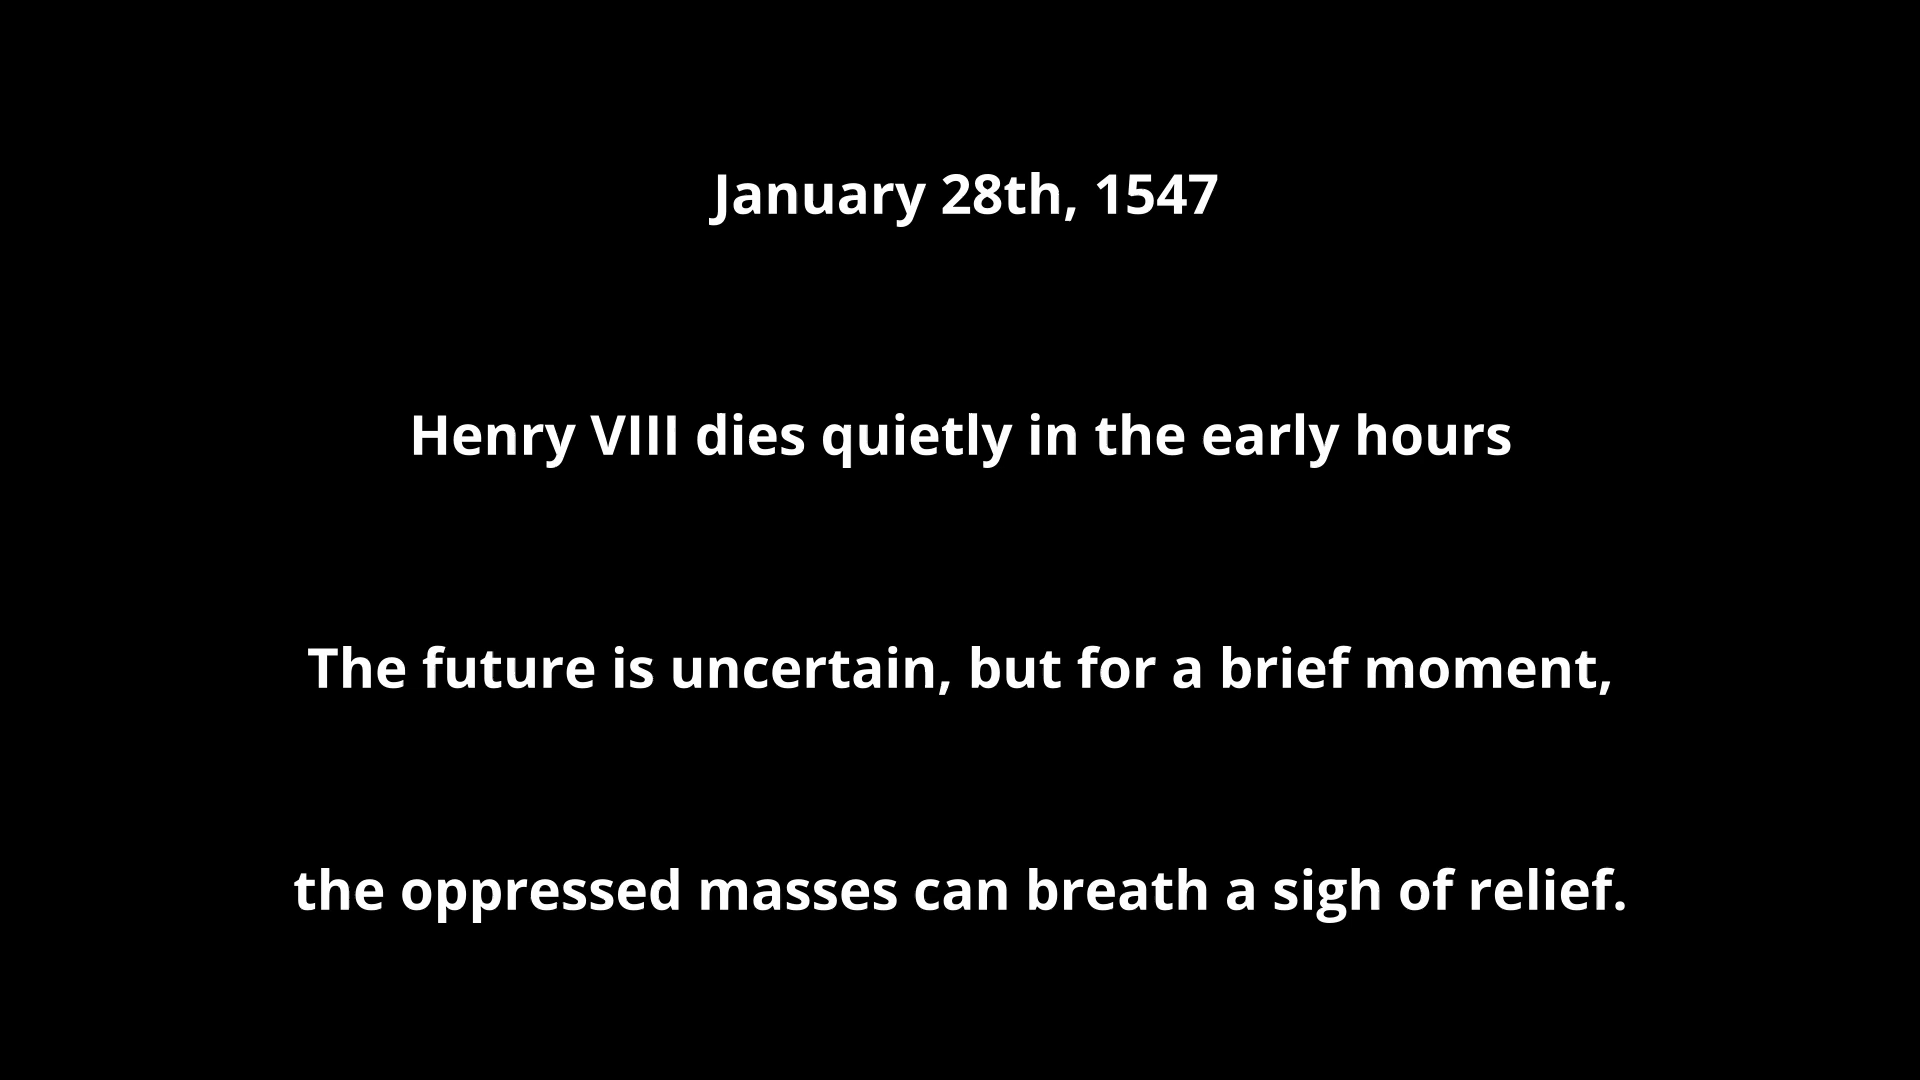 January 28th, 1547
Henry VIII dies quietly in the early hours
The future is uncertain, but for a brief moment,
the oppressed masses can breath a sigh of relief.